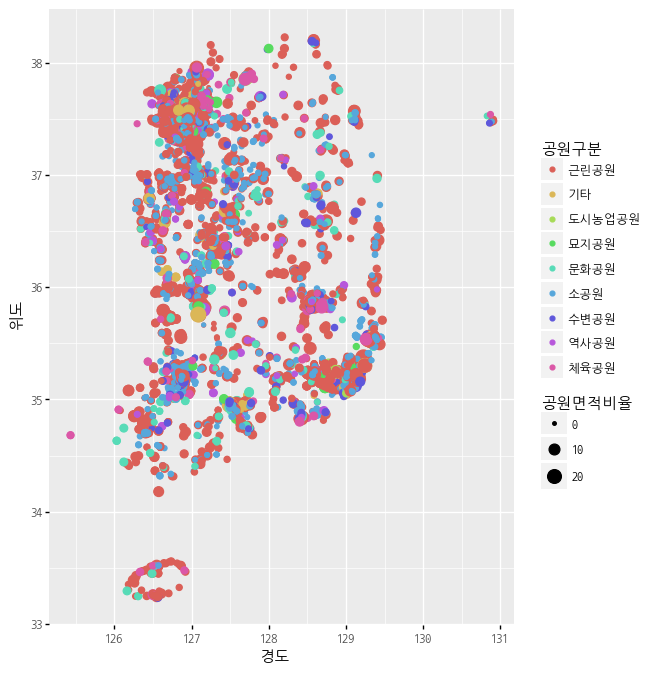 38
37
36
35
34
33
위도
126
127
128
129
130
131
경도
공원구분
근린공원
기타
도시농업공원
묘지공원
문화공원
소공원
수변공원
역사공원
체육공원
공원면적비율
0
10
20